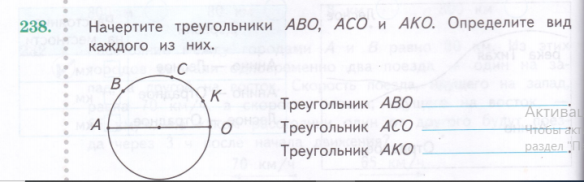 238. Начертите треугольники ABO, ACO и AKO. Определите вид
каждого из них.
C
B
K
A
O
Треугольник ABO
Треугольник ACO
Треугольник AKO
Активац
Чтобы ак
раздел "П